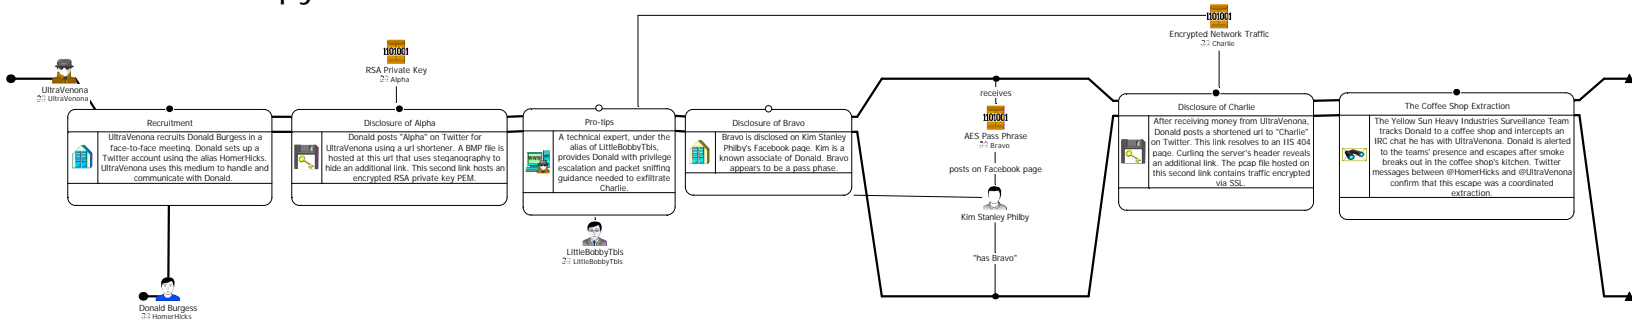 UltraVenona
UltraVenona
Recruitment
UltraVenona recruits Donald Burgess in a
face-to-face meeting. Donald sets up a
Twitter account using the alias HomerHicks.
UltraVenona uses this medium to handle and
communicate with Donald.
Donald Burgess
HomerHicks
1101001
RSA Private Key
Alpha
Disclosure of Alpha
Donald posts "Alpha" on Twitter for
UltraVenona using a url shortener. A BMP file is
hosted at this url that uses steganography to
hide an additional link. This second link hosts an
encrypted RSA private key PEM.
Pro-tips
WWW
A technical expert, under the
alias of LittleBobbyTbls,
provides Donald with privilege
escalation and packet sniffing
guidance needed to exfiltrate
Charlie.
LittleBobbyTbls
LittleBobbyTbls
Disclosure of Bravo
Bravo is disclosed on Kim Stanley
Philby's Facebook page. Kim is a
known associate of Donald. Bravo
appears to be a pass phase.
receives
1101001
AES Pass Phrase
Bravo
posts on Facebook page
Kim Stanley Philby
"has Bravo"
1101001
Encrypted Network Traffic
Charlie
Disclosure of Charlie
After receiving money from UltraVenona,
Donald posts a shortened url to "Charlie"
on Twitter. This link resolves to an IIS 404
page. Curling the server's header reveals
an additional link. The pcap file hosted on
this second link contains traffic encrypted
via SSL.
The Coffee Shop Extraction
The Yellow Sun Heavy Industries Surveillance Team
tracks Donald to a coffee shop and intercepts an
IRC chat he has with UltraVenona. Donald is alerted
to the teams' presence and escapes after smoke
breaks out in the coffee shop's kitchen. Twitter
messages between @HomerHicks and @UltraVenona
confirm that this escape was a coordinated
extraction.